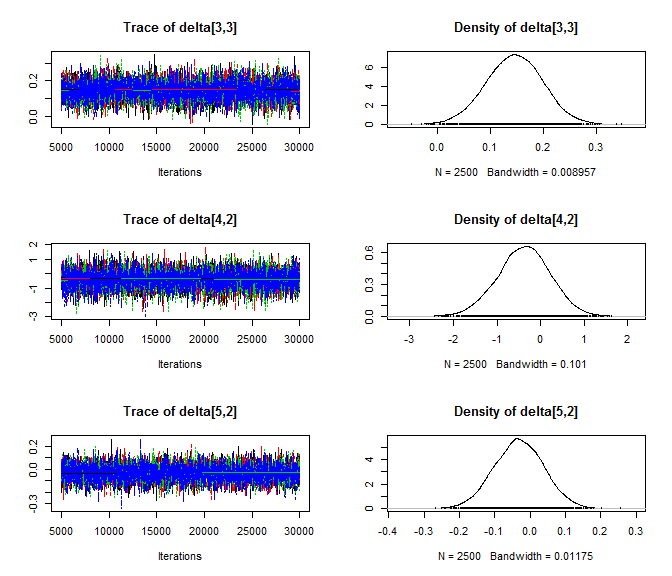 Trace of delta[3,3]
0.0 0.2
5000 10000 15000 20000 25000 30000
Iterations
Density of delta[3,3]
0 2 4 6
0.0 0.1 0.2 0.3
N = 2500 Bandwidth = 0.008957
Trace of delta[4,2]
-3 -1 1 2
5000 10000 15000 20000 25000 30000
Iterations
Density of delta[4,2]
0.0 0.3 0.6
-3 -2 -1 0 1 2
N = 2500 Bandwidth = 0.101
Trace of delta[5,2]
-0.3 0.0 0.2
5000 10000 15000 20000 25000 30000
Iterations
Density of delta[5,2]
0 2 4
-0.4 -0.3 -0.2 -0.1 0.0 0.1 0.2 0.3
N = 2500 Bandwidth = 0.01175